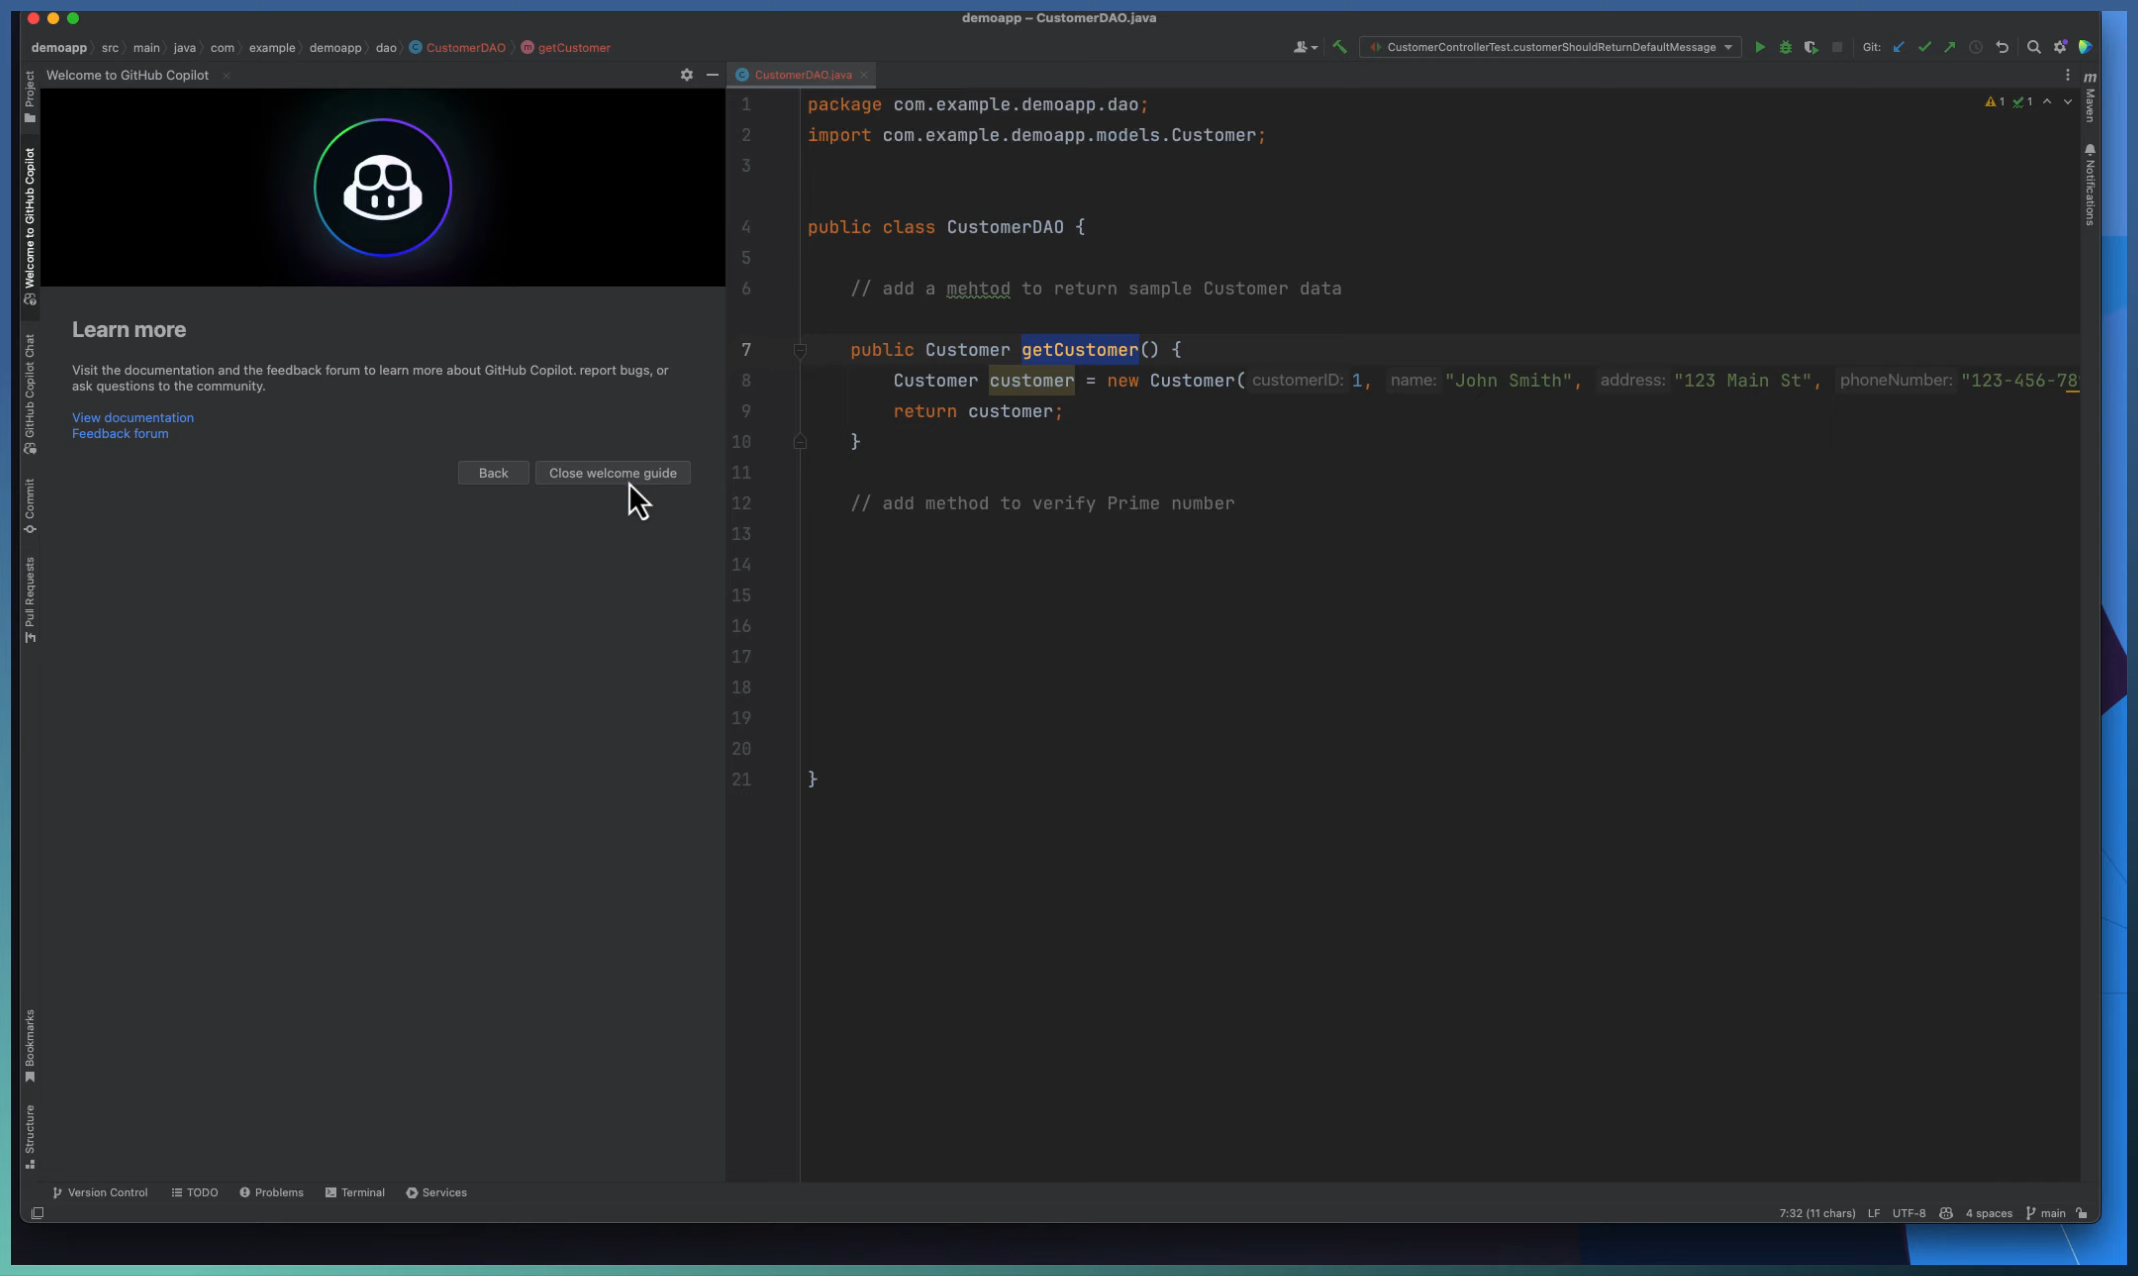 demoapp – CustomerDAO.java
demoapp src main java com example demoapp dao CustomerDAO getCustomer
CustomerControllerTest.customerShouldReturnDefaultMessage
Git:
Project
Welcome to GitHub Copilot
GitHub Copilot Chat
Commit
Pull Requests
Bookmarks
Structure
Welcome to GitHub Copilot
Learn more
Visit the documentation and the feedback forum to learn more about GitHub Copilot. report bugs, or
ask questions to the community.
View documentation
Feedback forum
Back Close welcome guide
CustomerDAO.java
1 1
1 package com.example.demoapp.dao;
2 import com.example.demoapp.models.Customer;
3
4 public class CustomerDAO {
5
6 // add a mehtod to return sample Customer data
7 public Customer getCustomer() {
8 Customer customer = new Customer( customerID: 1, name: "John Smith", address: "123 Main St", phoneNumber: "123-456-78
9 return customer;
10 }
11
12 // add method to verify Prime number
13
14
15
16
17
18
19
20
21 }
m
Maven
Notifications
Version Control TODO Problems Terminal Services
7:32 (11 chars) LF UTF-8 4 spaces main